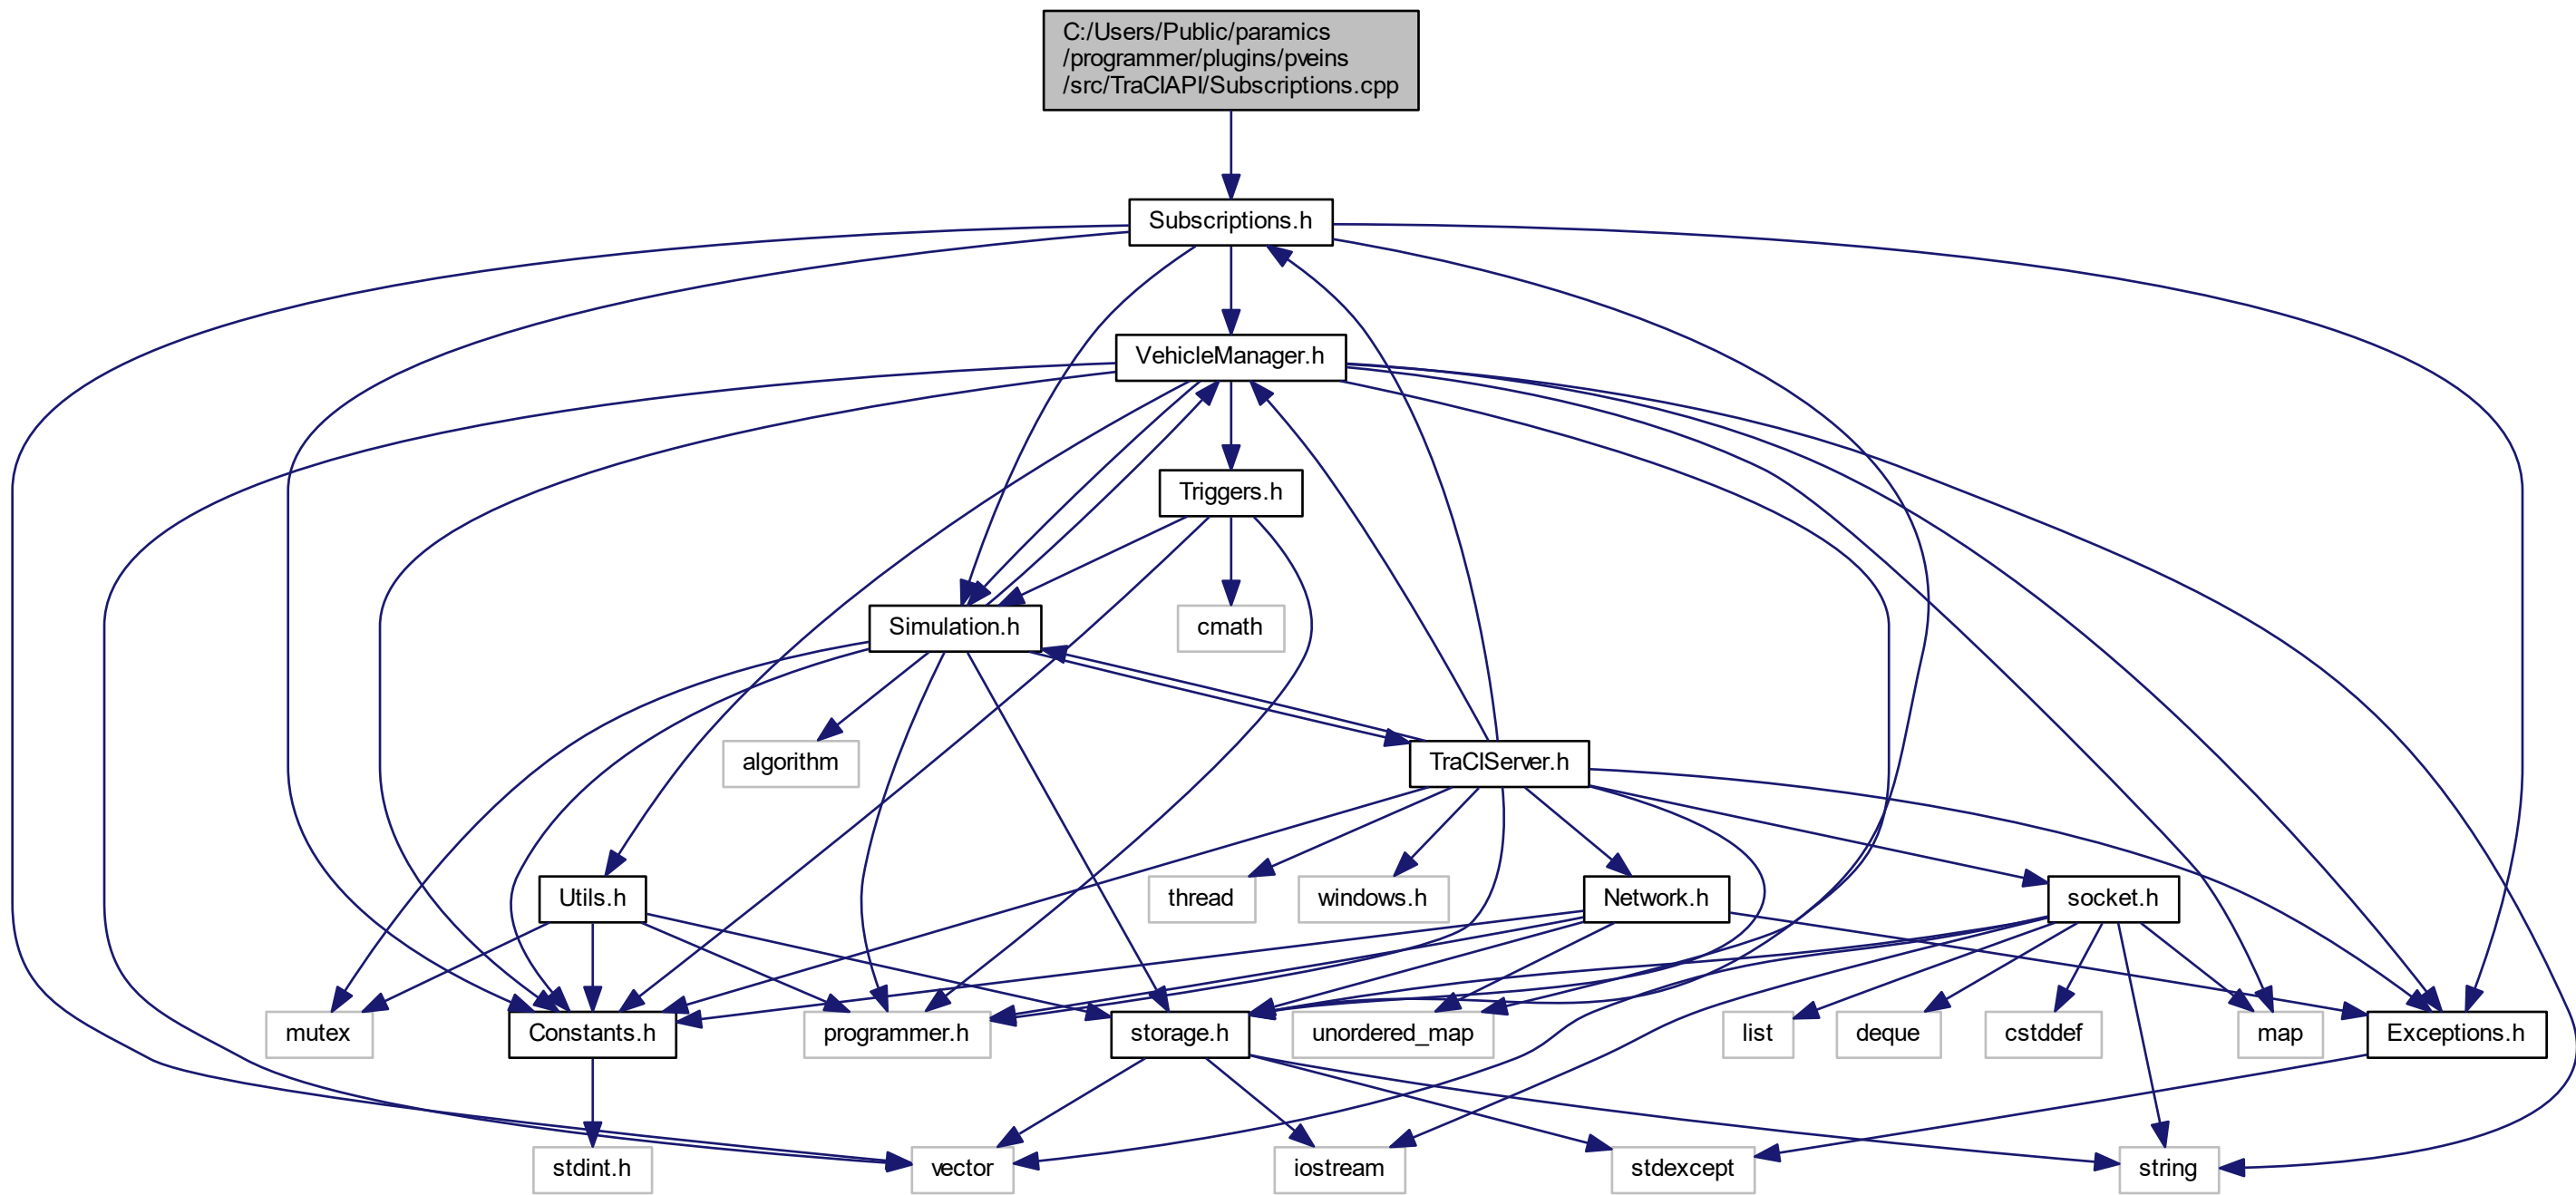 C:/Users/Public/paramics
/programmer/plugins/pveins
/src/TraCIAPI/Subscriptions.cpp
Subscriptions.h
VehicleManager.h
Triggers.h
Simulation.h
cmath
algorithm
TraCIServer.h
Utils.h
thread
windows.h
Network.h
socket.h
mutex
Constants.h
programmer.h
storage.h
unordered_map
list
deque
cstddef
map
Exceptions.h
stdint.h
vector
iostream
stdexcept
string